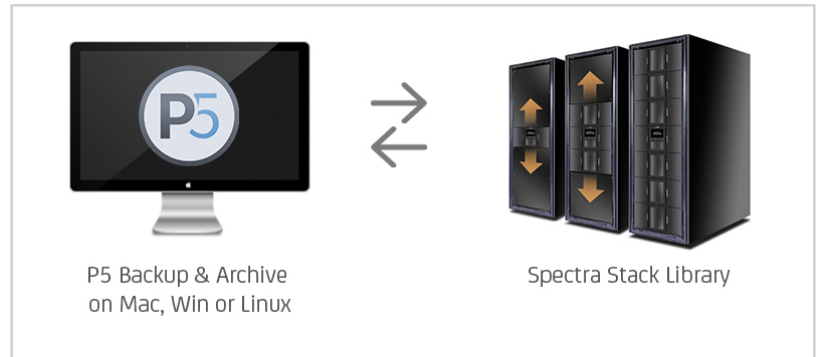 P5
P5 Backup & Archive
on Mac, Win or Linux
Spectra Stack Library